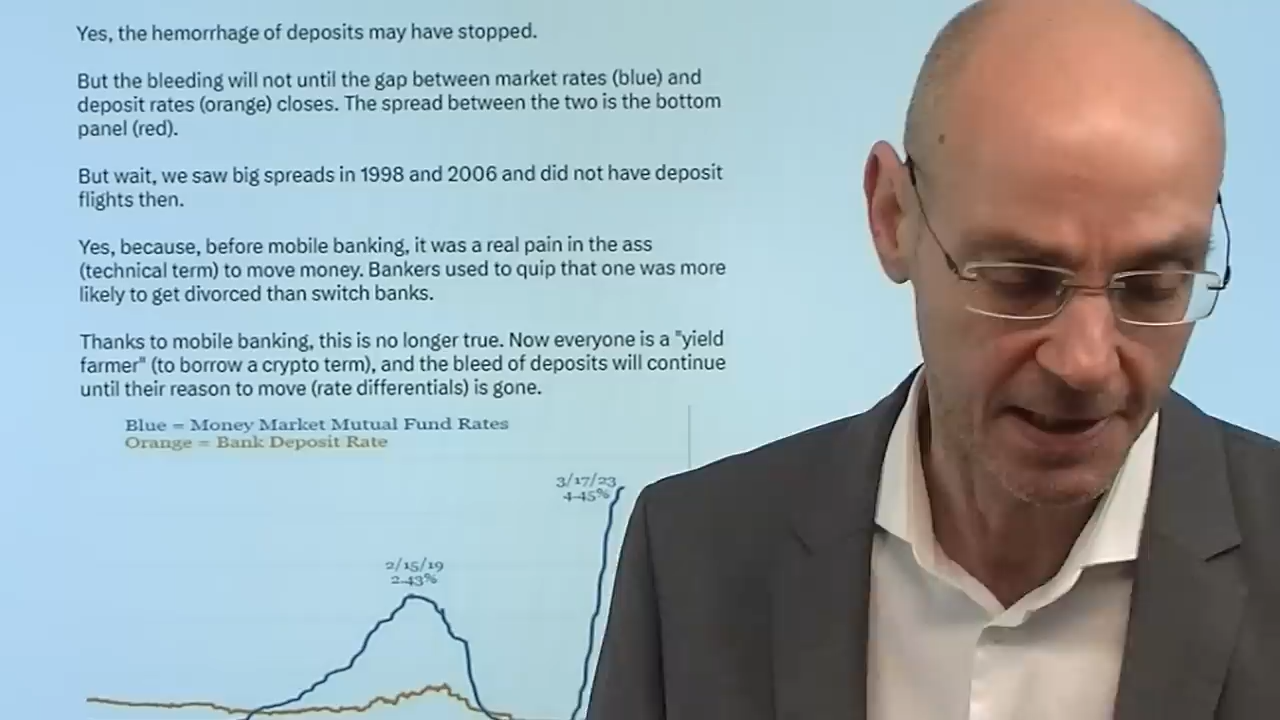 Yes, the hemorrhage of deposits may have stopped.
But the bleeding will not until the gap between market rates (blue) and
deposit rates (orange) closes. The spread between the two is the bottom
panel (red).
But wait, we saw big spreads in 1998 and 2006 and did not have deposit
flights then.
Yes, because, before mobile banking, it was a real pain in the ass
(technical term) to move money. Bankers used to quip that one was more
likely to get divorced than switch banks.
Thanks to mobile banking, this is no longer true. Now everyone is a "yield
farmer" (to borrow a crypto term), and the bleed of deposits will continue
until their reason to move (rate differentials) is gone.
Blue = Money Market Mutual Fund Rates
Orange = Bank Deposit Rate
3/17/23
4.45%
2/15/19
2.43%